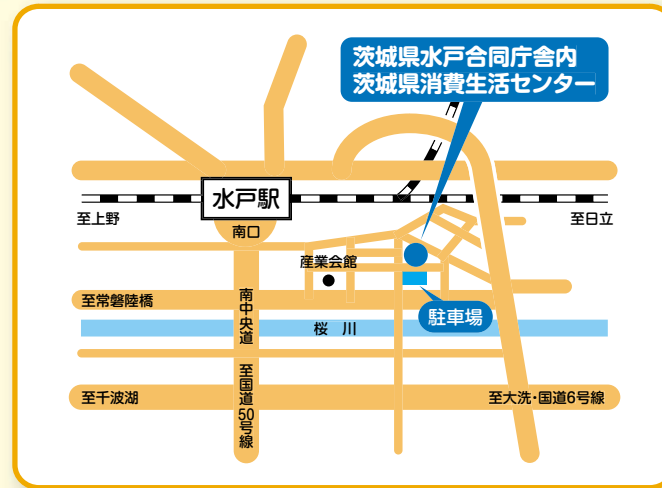 茨城県水戸合同庁舎内
茨城県消費生活センター
水戸駅
至上野
至日立
南口
産業会館
至常磐陸橋
南中央道
駐車場
桜川
至千波湖
至国道50号線
至大洗・国道6号線